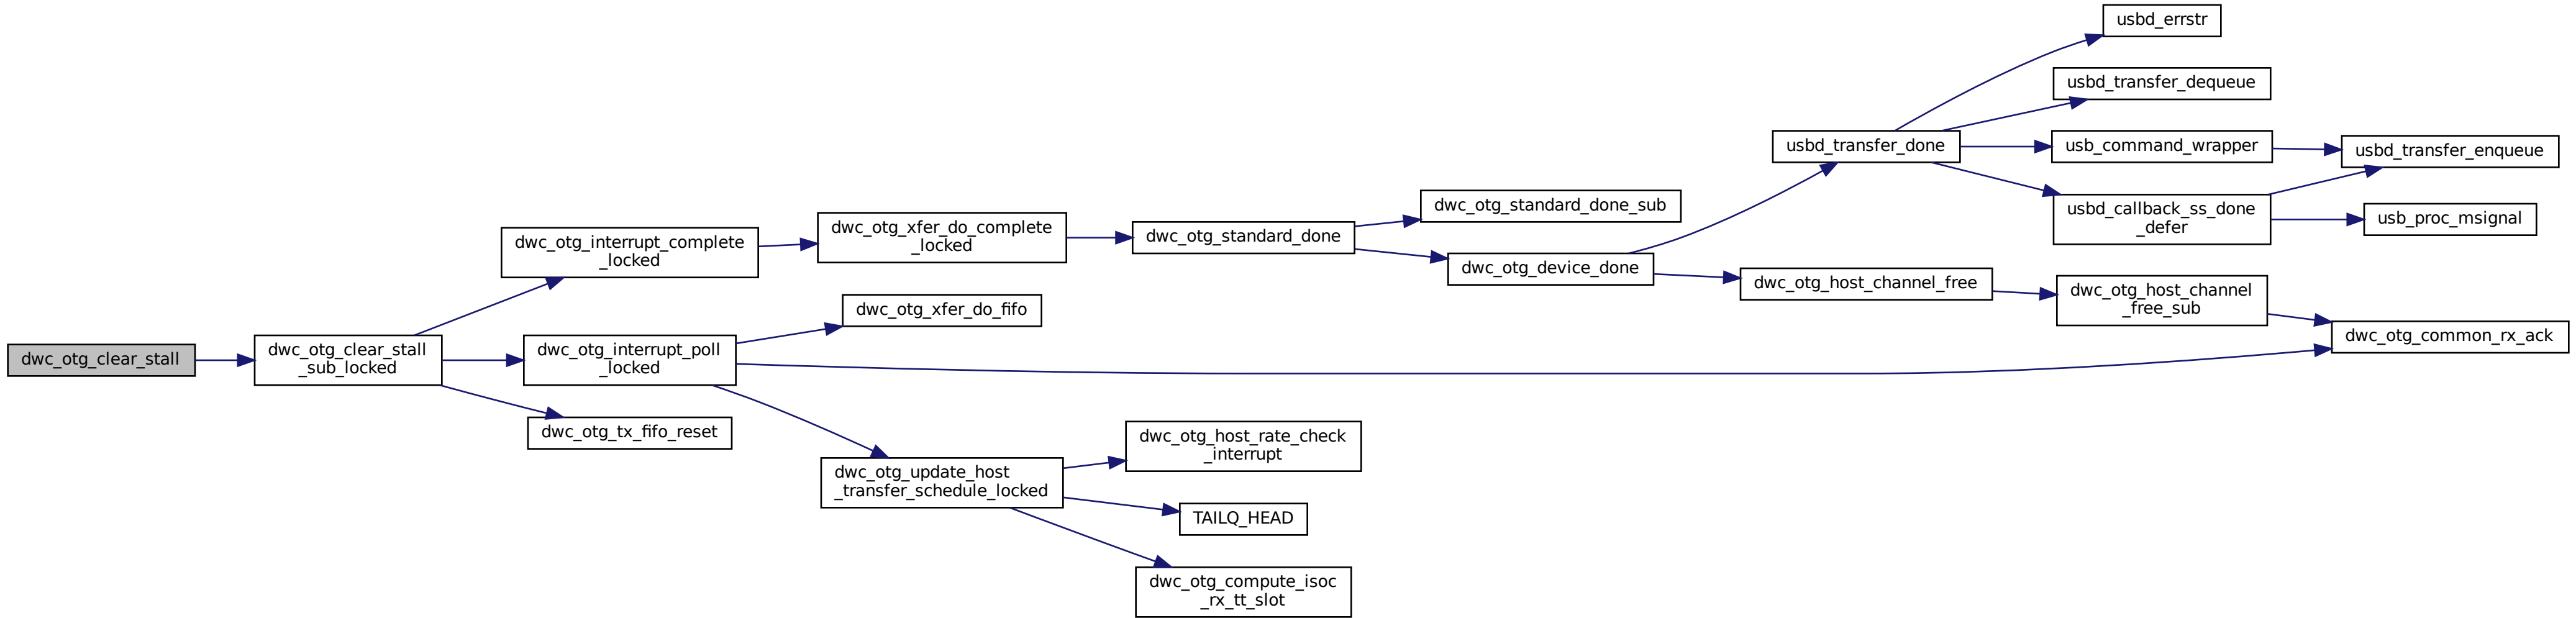 dwc_otg_clear_stall
dwc_otg_clear_stall
_sub_locked
dwc_otg_interrupt_complete
_locked
dwc_otg_xfer_do_complete
_locked
dwc_otg_standard_done
dwc_otg_standard_done_sub
dwc_otg_device_done
usbd_transfer_done
usbd_errstr
usbd_transfer_dequeue
usb_command_wrapper
usbd_transfer_enqueue
usbd_callback_ss_done
_defer
usb_proc_msignal
dwc_otg_host_channel_free
dwc_otg_host_channel
_free_sub
dwc_otg_common_rx_ack
dwc_otg_interrupt_poll
_locked
dwc_otg_xfer_do_fifo
dwc_otg_tx_fifo_reset
dwc_otg_update_host
_transfer_schedule_locked
dwc_otg_host_rate_check
_interrupt
TAILQ_HEAD
dwc_otg_compute_isoc
_rx_tt_slot